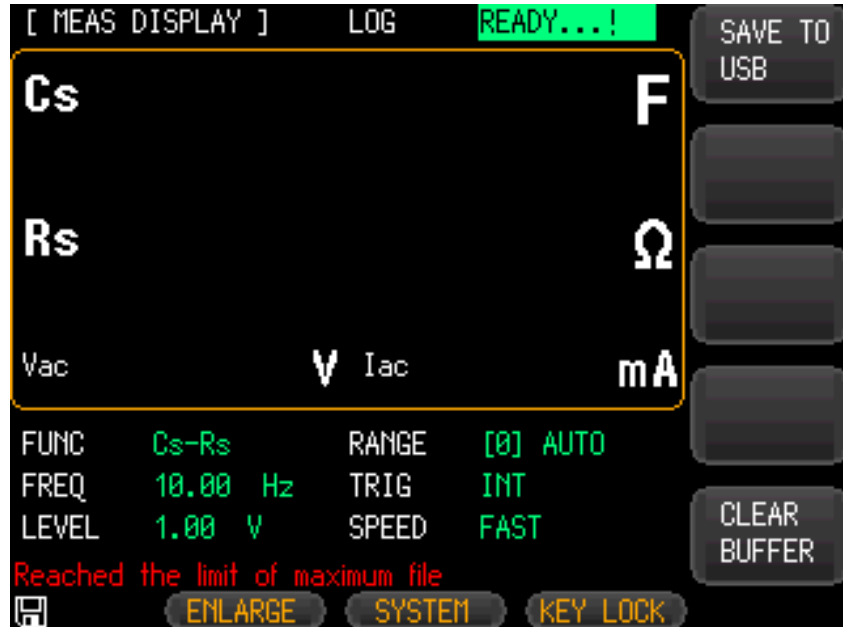 [ MEAS DISPLAY ] LOG READY...!
SAVE TO
USB
Cs F
Rs Ω
Vac V Iac mA
FUNC Cs-Rs RANGE [0] AUTO
FREQ 10.00 Hz TRIG INT
LEVEL 1.00 V SPEED FAST
CLEAR
BUFFER
Reached the limit of maximum file
ENLARGE SYSTEM KEY LOCK